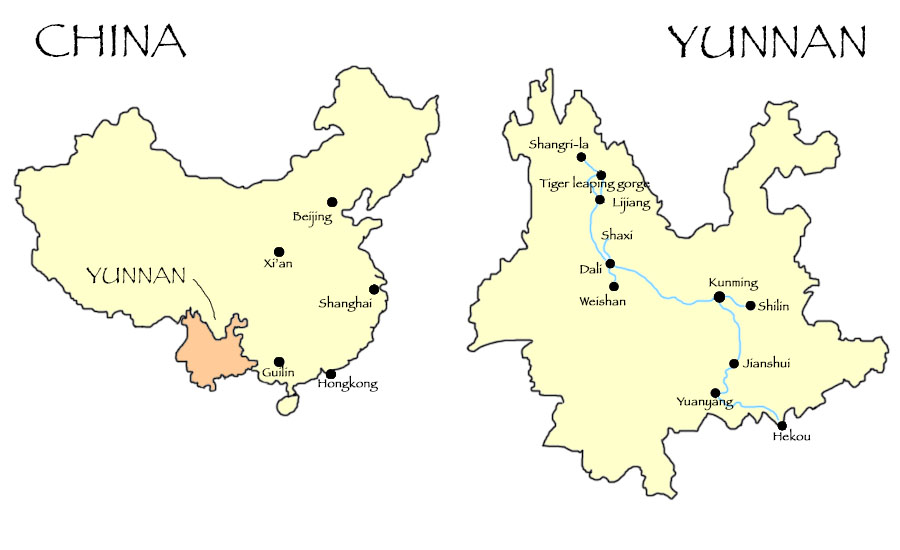 CHINA
Beijing
Xi'an
YUNNAN
Shanghai
Guilin
Hongkong
YUNNAN
Shangri-la
Tiger leaping gorge
Lijiang
Shaxi
Dali
Weishan
Kunming
Shilin
Jianshui
Yuanyang
Hekou